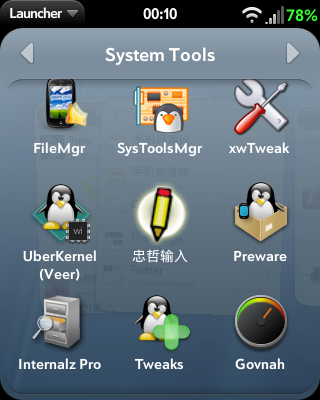 Launcher 00:10 78%
System Tools
FileMgr SysToolsMgr xwTweak
wi
UberKernel 忠哲输入 Preware
(Veer)
Internalz Pro Tweaks Govnah